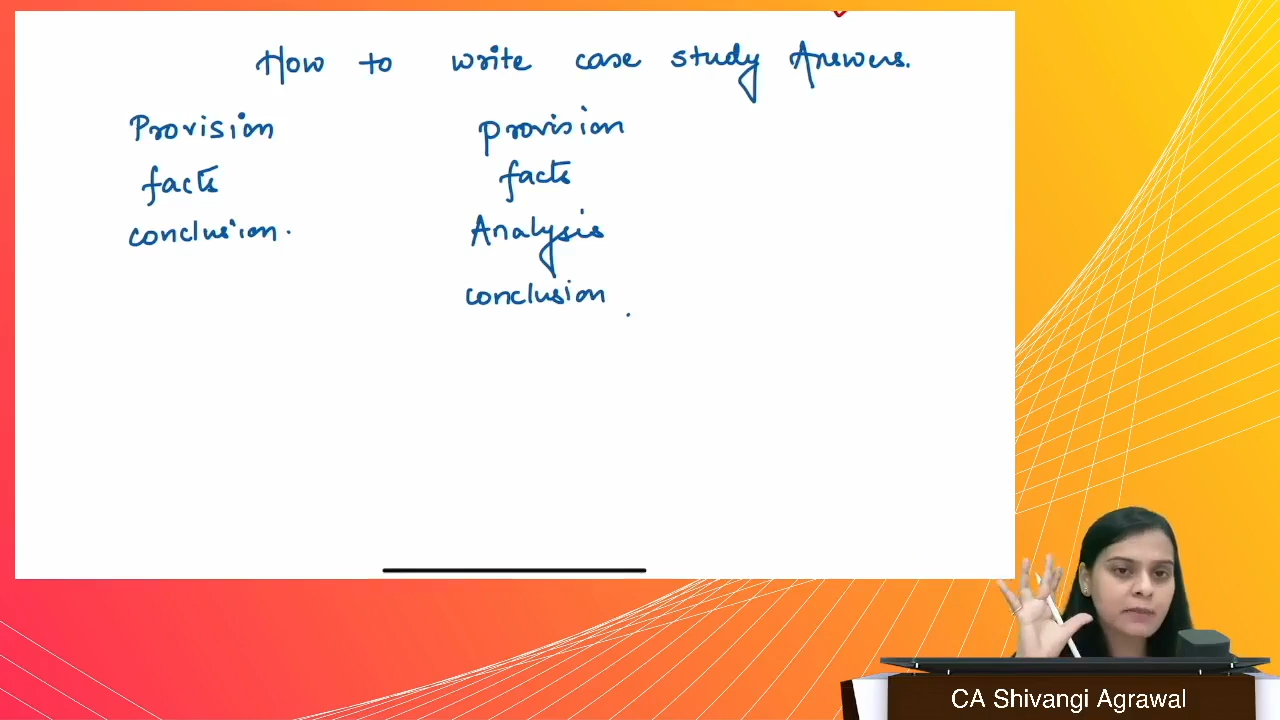 How to write case study Answers.
Provision
facts
conclusion.
provision
facts
Analysis
conclusion
CA Shivangi Agrawal